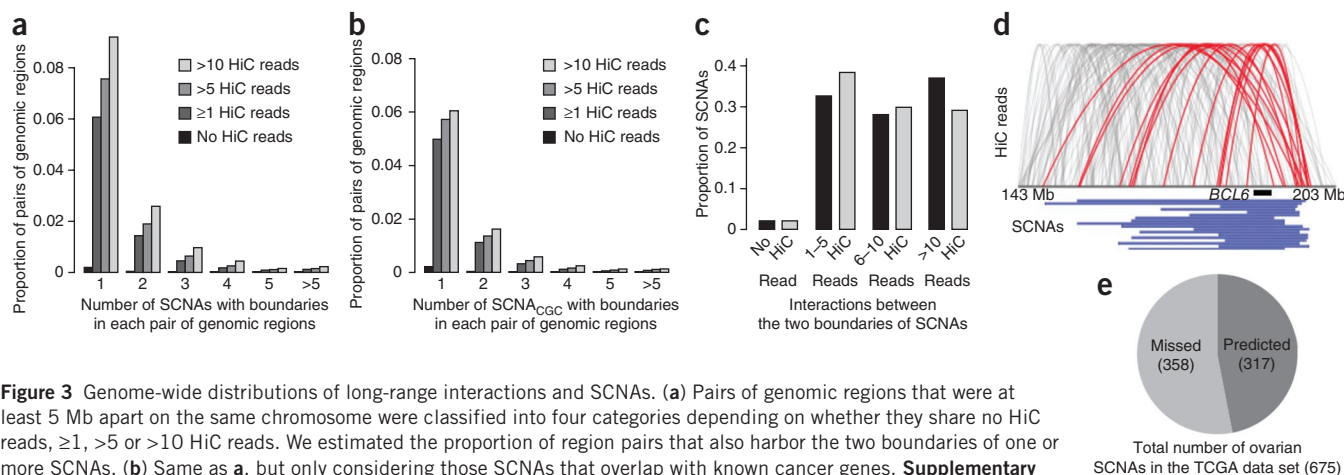 a
Proportion of pairs of genomic regions
0.08
0.06
0.04
0.02
0
>10 HiC reads
>5 HiC reads
≥1 HiC reads
No HiC reads
1 2 3 4 5 >5
Number of SCNAs with boundaries
in each pair of genomic regions
b
Proportion of pairs of genomic regions
0.08
0.06
0.04
0.02
0
>10 HiC reads
>5 HiC reads
≥1 HiC reads
No HiC reads
1 2 3 4 5 >5
Number of SCNACGC with boundaries
in each pair of genomic regions
c
Proportion of SCNAs
0.4
0.3
0.2
0.1
0
No HiC 1–5 HiC 6–10 HiC >10 HiC
Read Reads Reads Reads
Interactions between
the two boundaries of SCNAs
d
HiC reads
143 Mb BCL6 203 Mb
SCNAs
e
Missed
(358)
Predicted
(317)
Total number of ovarian
SCNAs in the TCGA data set (675)
Figure 3 Genome-wide distributions of long-range interactions and SCNAs. (a) Pairs of genomic regions that were at
least 5 Mb apart on the same chromosome were classified into four categories depending on whether they share no HiC
reads, ≥1, >5 or >10 HiC reads. We estimated the proportion of region pairs that also harbor the two boundaries of one or
more SCNAs. (b) Same as a, but only considering those SCNAs that overlap with known cancer genes. Supplementary